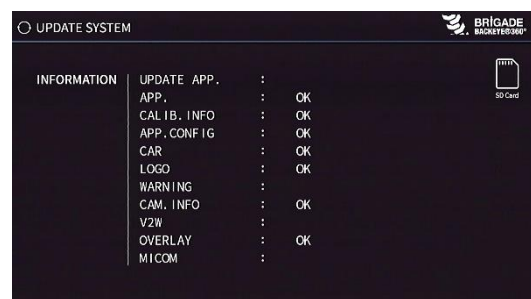 UPDATE SYSTEM
BRIGADE
BACKEYE®360°
SD Card
INFORMATION
UPDATE APP. :
APP. : OK
CALIB. INFO : OK
APP.CONFIG : OK
CAR : OK
LOGO : OK
WARNING :
CAM. INFO : OK
V2W :
OVERLAY : OK
MICOM :